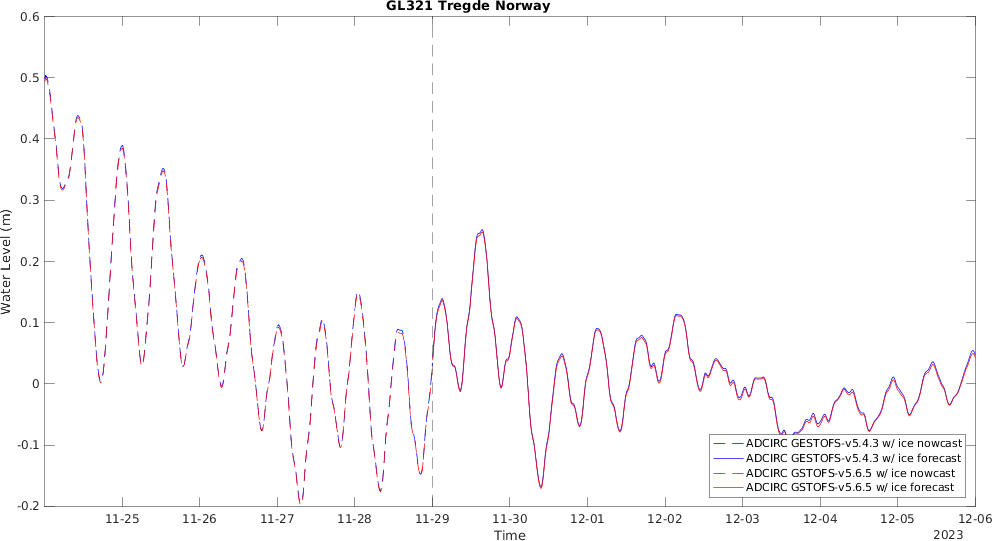 GL321 Tregde Norway
0.6
0.5
0.4
0.3
0.2
0.1
0
-0.1
-0.2
Water Level (m)
ADCIRC GESTOFS-v5.4.3 w/ ice nowcast
ADCIRC GESTOFS-v5.4.3 w/ ice forecast
ADCIRC GSTOFS-v5.6.5 w/ ice nowcast
ADCIRC GSTOFS-v5.6.5 w/ ice forecast
11-25 11-26 11-27 11-28 11-29 11-30 12-01 12-02 12-03 12-04 12-05 12-06
Time
2023